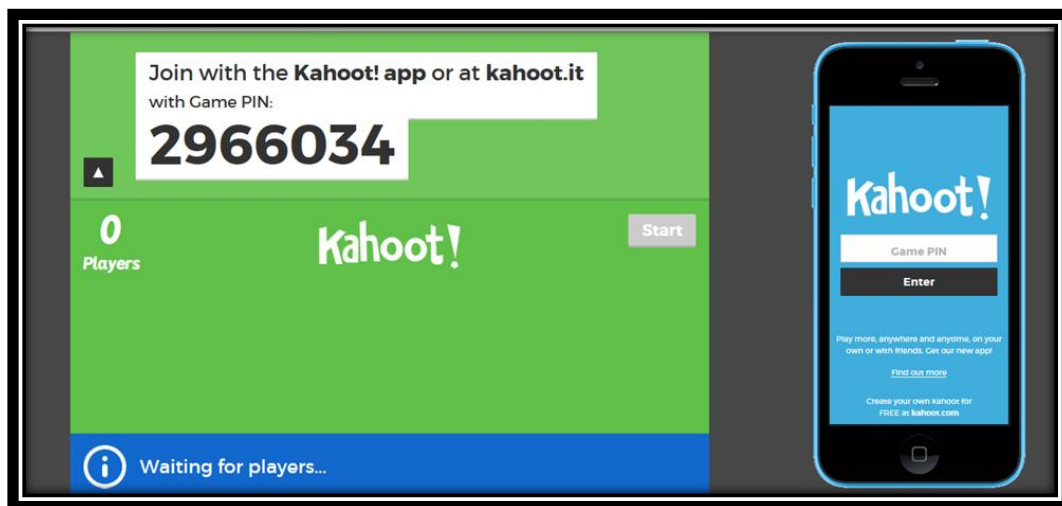 Join with the Kahoot! app or at kahoot.it
with Game PIN:
2966034
0
Players
Kahoot!
Start
Waiting for players...
Kahoot!
Game PIN
Enter
Play more, anywhere and anytime, on your
own or with friends. Get our new app!
Find out more
Create your own kahoot for
FREE at kahoot.com